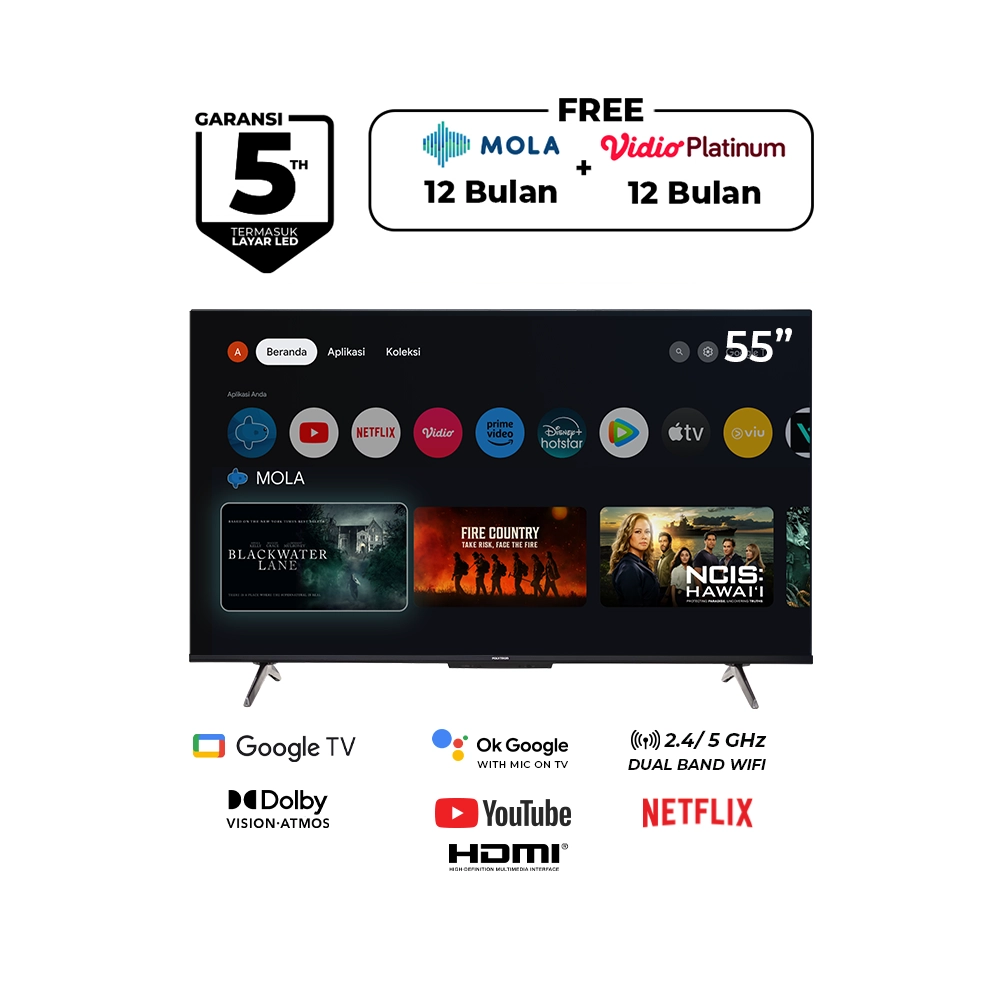 GARANSI
5TH
TERMASUK
LAYAR LED
FREE
MOLA + Vidio Platinum
12 Bulan 12 Bulan
A Beranda Aplikasi Koleksi 55”
Aplikasi Anda
YouTube NETFLIX Vidio prime video Disney+ hotstar tv viu
MOLA
BLACKWATER
LANE
FIRE COUNTRY
TAKE RISK, FACE THE FIRE
NCIS:
HAWAI'I
Google TV
Ok Google
WITH MIC ON TV
2.4/ 5 GHz
DUAL BAND WIFI
Dolby
VISION·ATMOS
YouTube
NETFLIX
HDMI®
HIGH-DEFINITION MULTIMEDIA INTERFACE